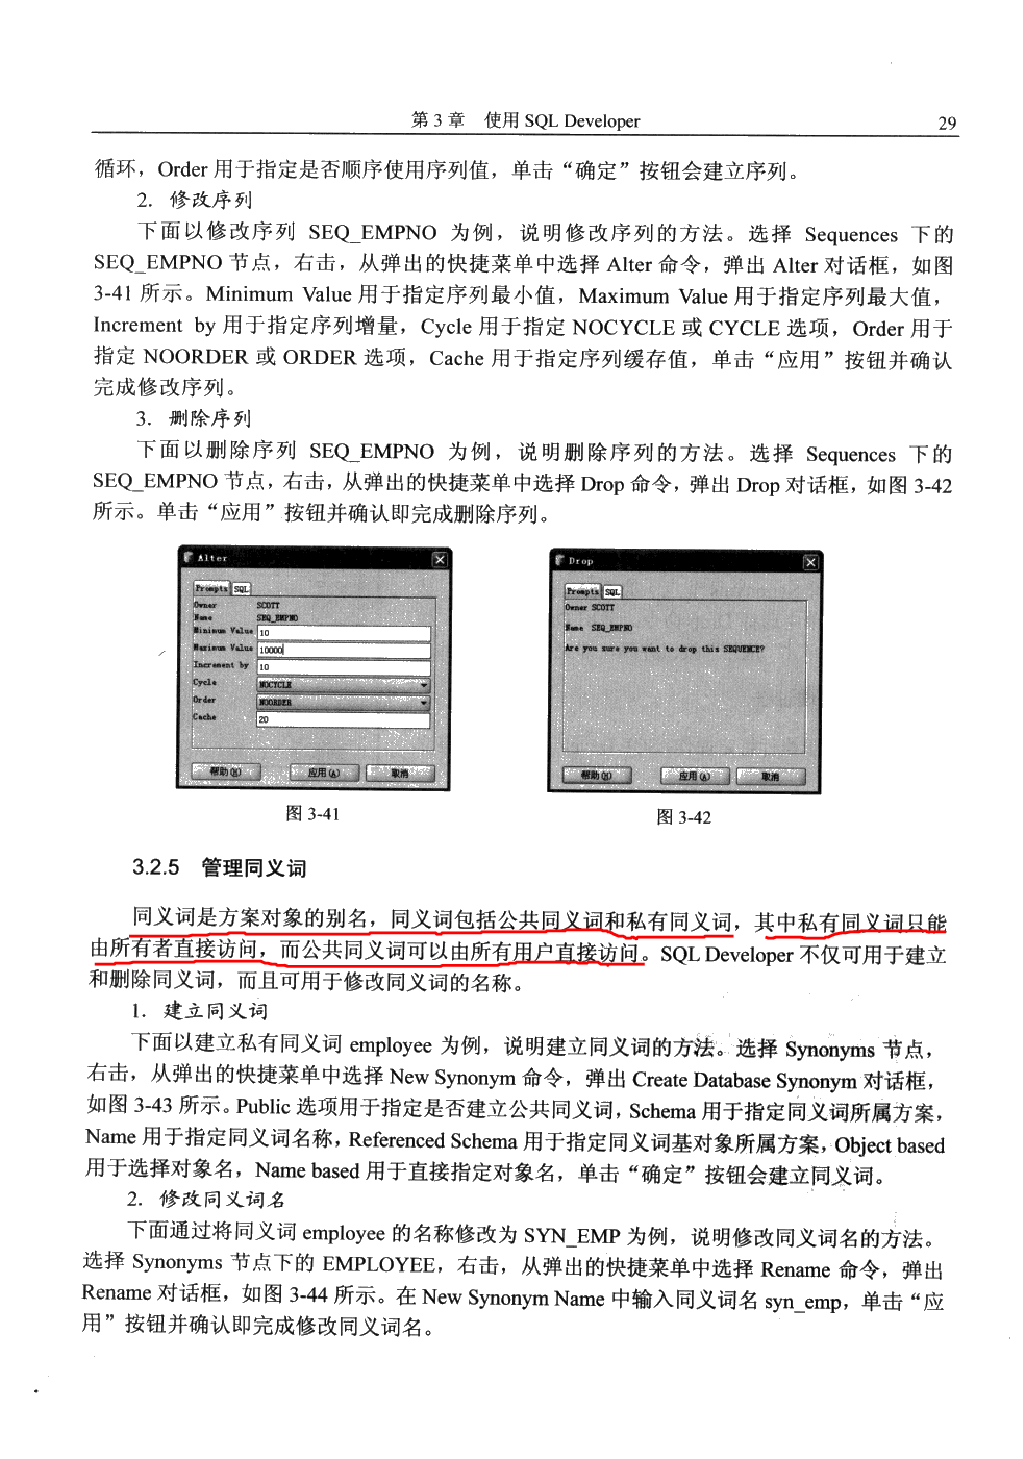 第 3 章 使用 SQL Developer 29
循环，Order 用于指定是否顺序使用序列值，单击“确定”按钮会建立序列。
2. 修改序列
下面以修改序列 SEQ_EMPNO 为例，说明修改序列的方法。选择 Sequences 下的
SEQ_EMPNO 节点，右击，从弹出的快捷菜单中选择 Alter 命令，弹出 Alter 对话框，如图
3-41 所示。Minimum Value 用于指定序列最小值，Maximum Value 用于指定序列最大值，
Increment by 用于指定序列增量，Cycle 用于指定 NOCYCLE 或 CYCLE 选项，Order 用于
指定 NOORDER 或 ORDER 选项，Cache 用于指定序列缓存值，单击“应用”按钮并确认
完成修改序列。
3. 删除序列
下面以删除序列 SEQ_EMPNO 为例，说明删除序列的方法。选择 Sequences 下的
SEQ_EMPNO 节点，右击，从弹出的快捷菜单中选择 Drop 命令，弹出 Drop 对话框，如图 3-42
所示。单击“应用”按钮并确认即完成删除序列。
Alter
Prompts SQL
Owner SCOTT
Name SEQ_EMPNO
Minimum Value 10
Maximum Value 10000
Increment by 10
Cycle NOCYCLE
Order NOORDER
Cache 20
帮助(H) 应用(A) 取消
图 3-41
Drop
Prompts SQL
Owner SCOTT
Name SEQ_EMPNO
Are you sure you want to drop this SEQUENCE?
帮助(H) 应用(A) 取消
图 3-42
3.2.5 管理同义词
同义词是方案对象的别名，同义词包括公共同义词和私有同义词，其中私有同义词只能
由所有者直接访问，而公共同义词可以由所有用户直接访问。SQL Developer 不仅可用于建立
和删除同义词，而且可用于修改同义词的名称。
1. 建立同义词
下面以建立私有同义词 employee 为例，说明建立同义词的方法。选择 Synonyms 节点，
右击，从弹出的快捷菜单中选择 New Synonym 命令，弹出 Create Database Synonym 对话框，
如图 3-43 所示。Public 选项用于指定是否建立公共同义词，Schema 用于指定同义词所属方案，
Name 用于指定同义词名称，Referenced Schema 用于指定同义词基对象所属方案，Object based
用于选择对象名，Name based 用于直接指定对象名，单击“确定”按钮会建立同义词。
2. 修改同义词名
下面通过将同义词 employee 的名称修改为 SYN_EMP 为例，说明修改同义词名的方法。
选择 Synonyms 节点下的 EMPLOYEE，右击，从弹出的快捷菜单中选择 Rename 命令，弹出
Rename 对话框，如图 3-44 所示。在 New Synonym Name 中输入同义词名 syn_emp，单击“应
用”按钮并确认即完成修改同义词名。